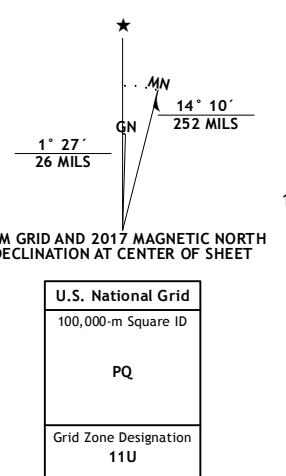 ★
MN
14° 10´
252 MILS
GN
1° 27´
26 MILS
M GRID AND 2017 MAGNETIC NORTH
DECLINATION AT CENTER OF SHEET
U.S. National Grid
100,000-m Square ID
PQ
Grid Zone Designation
11U